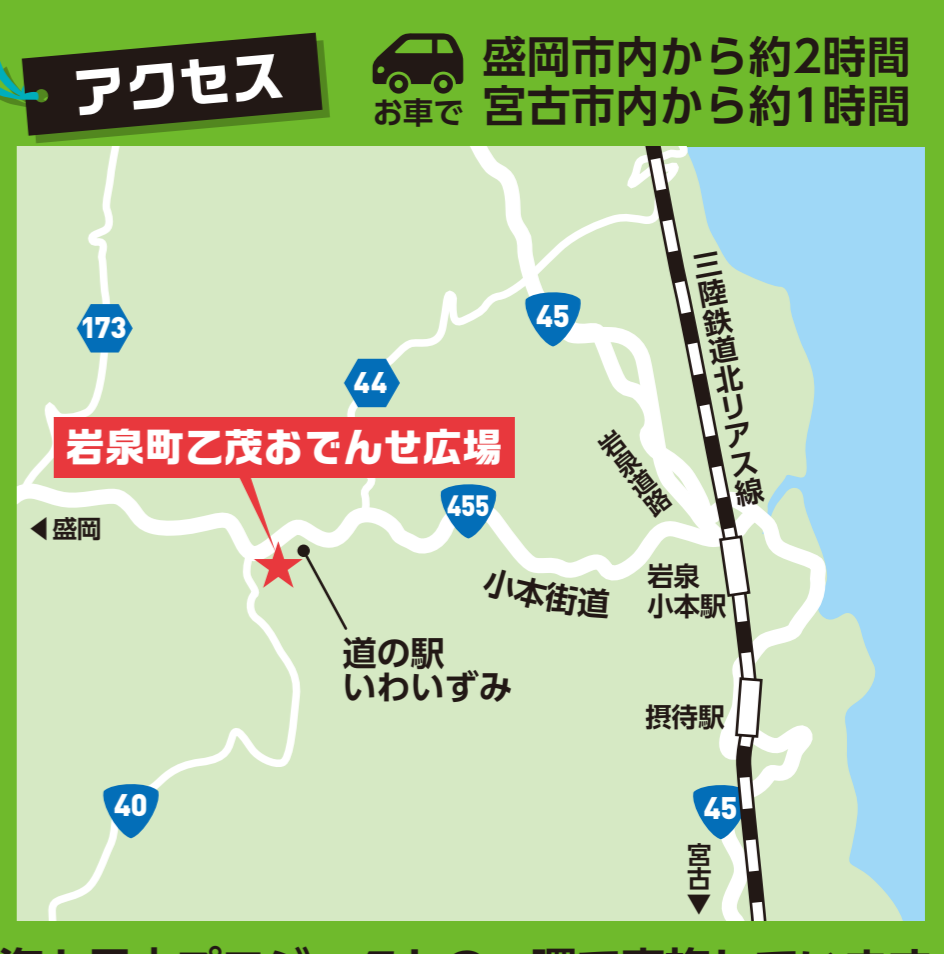 アクセス
お車で
盛岡市内から約2時間
宮古市内から約1時間
173
44
45
三陸鉄道北リアス線
岩泉町乙茂おでんせ広場
岩泉道路
455
◀盛岡
小本街道
岩泉
小本駅
道の駅
いわいずみ
摂待駅
40
45
宮古▼